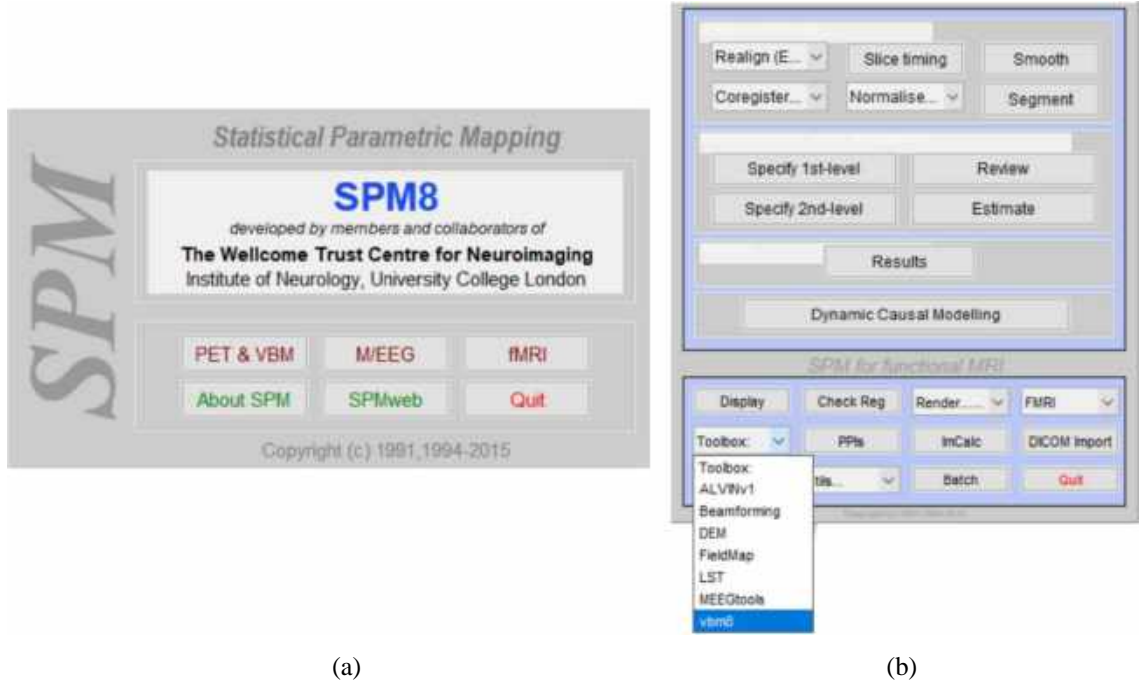 Statistical Parametric Mapping
SPM
SPM8
developed by members and collaborators of
The Wellcome Trust Centre for Neuroimaging
Institute of Neurology, University College London
PET & VBM M/EEG fMRI
About SPM SPMweb Quit
Copyright (c) 1991,1994-2015
(a)
Realign (E... Slice timing Smooth
Coregister... Normalise... Segment
Specify 1st-level Review
Specify 2nd-level Estimate
Results
Dynamic Causal Modelling
SPM for functional MRI
Display Check Reg Render... FMRI
Toolbox: PPIs ImCalc DICOM Import
Batch Quit
Toolbox:
ALVINv1
Beamforming
DEM
FieldMap
LST
MEEGtools
vbm8
(b)